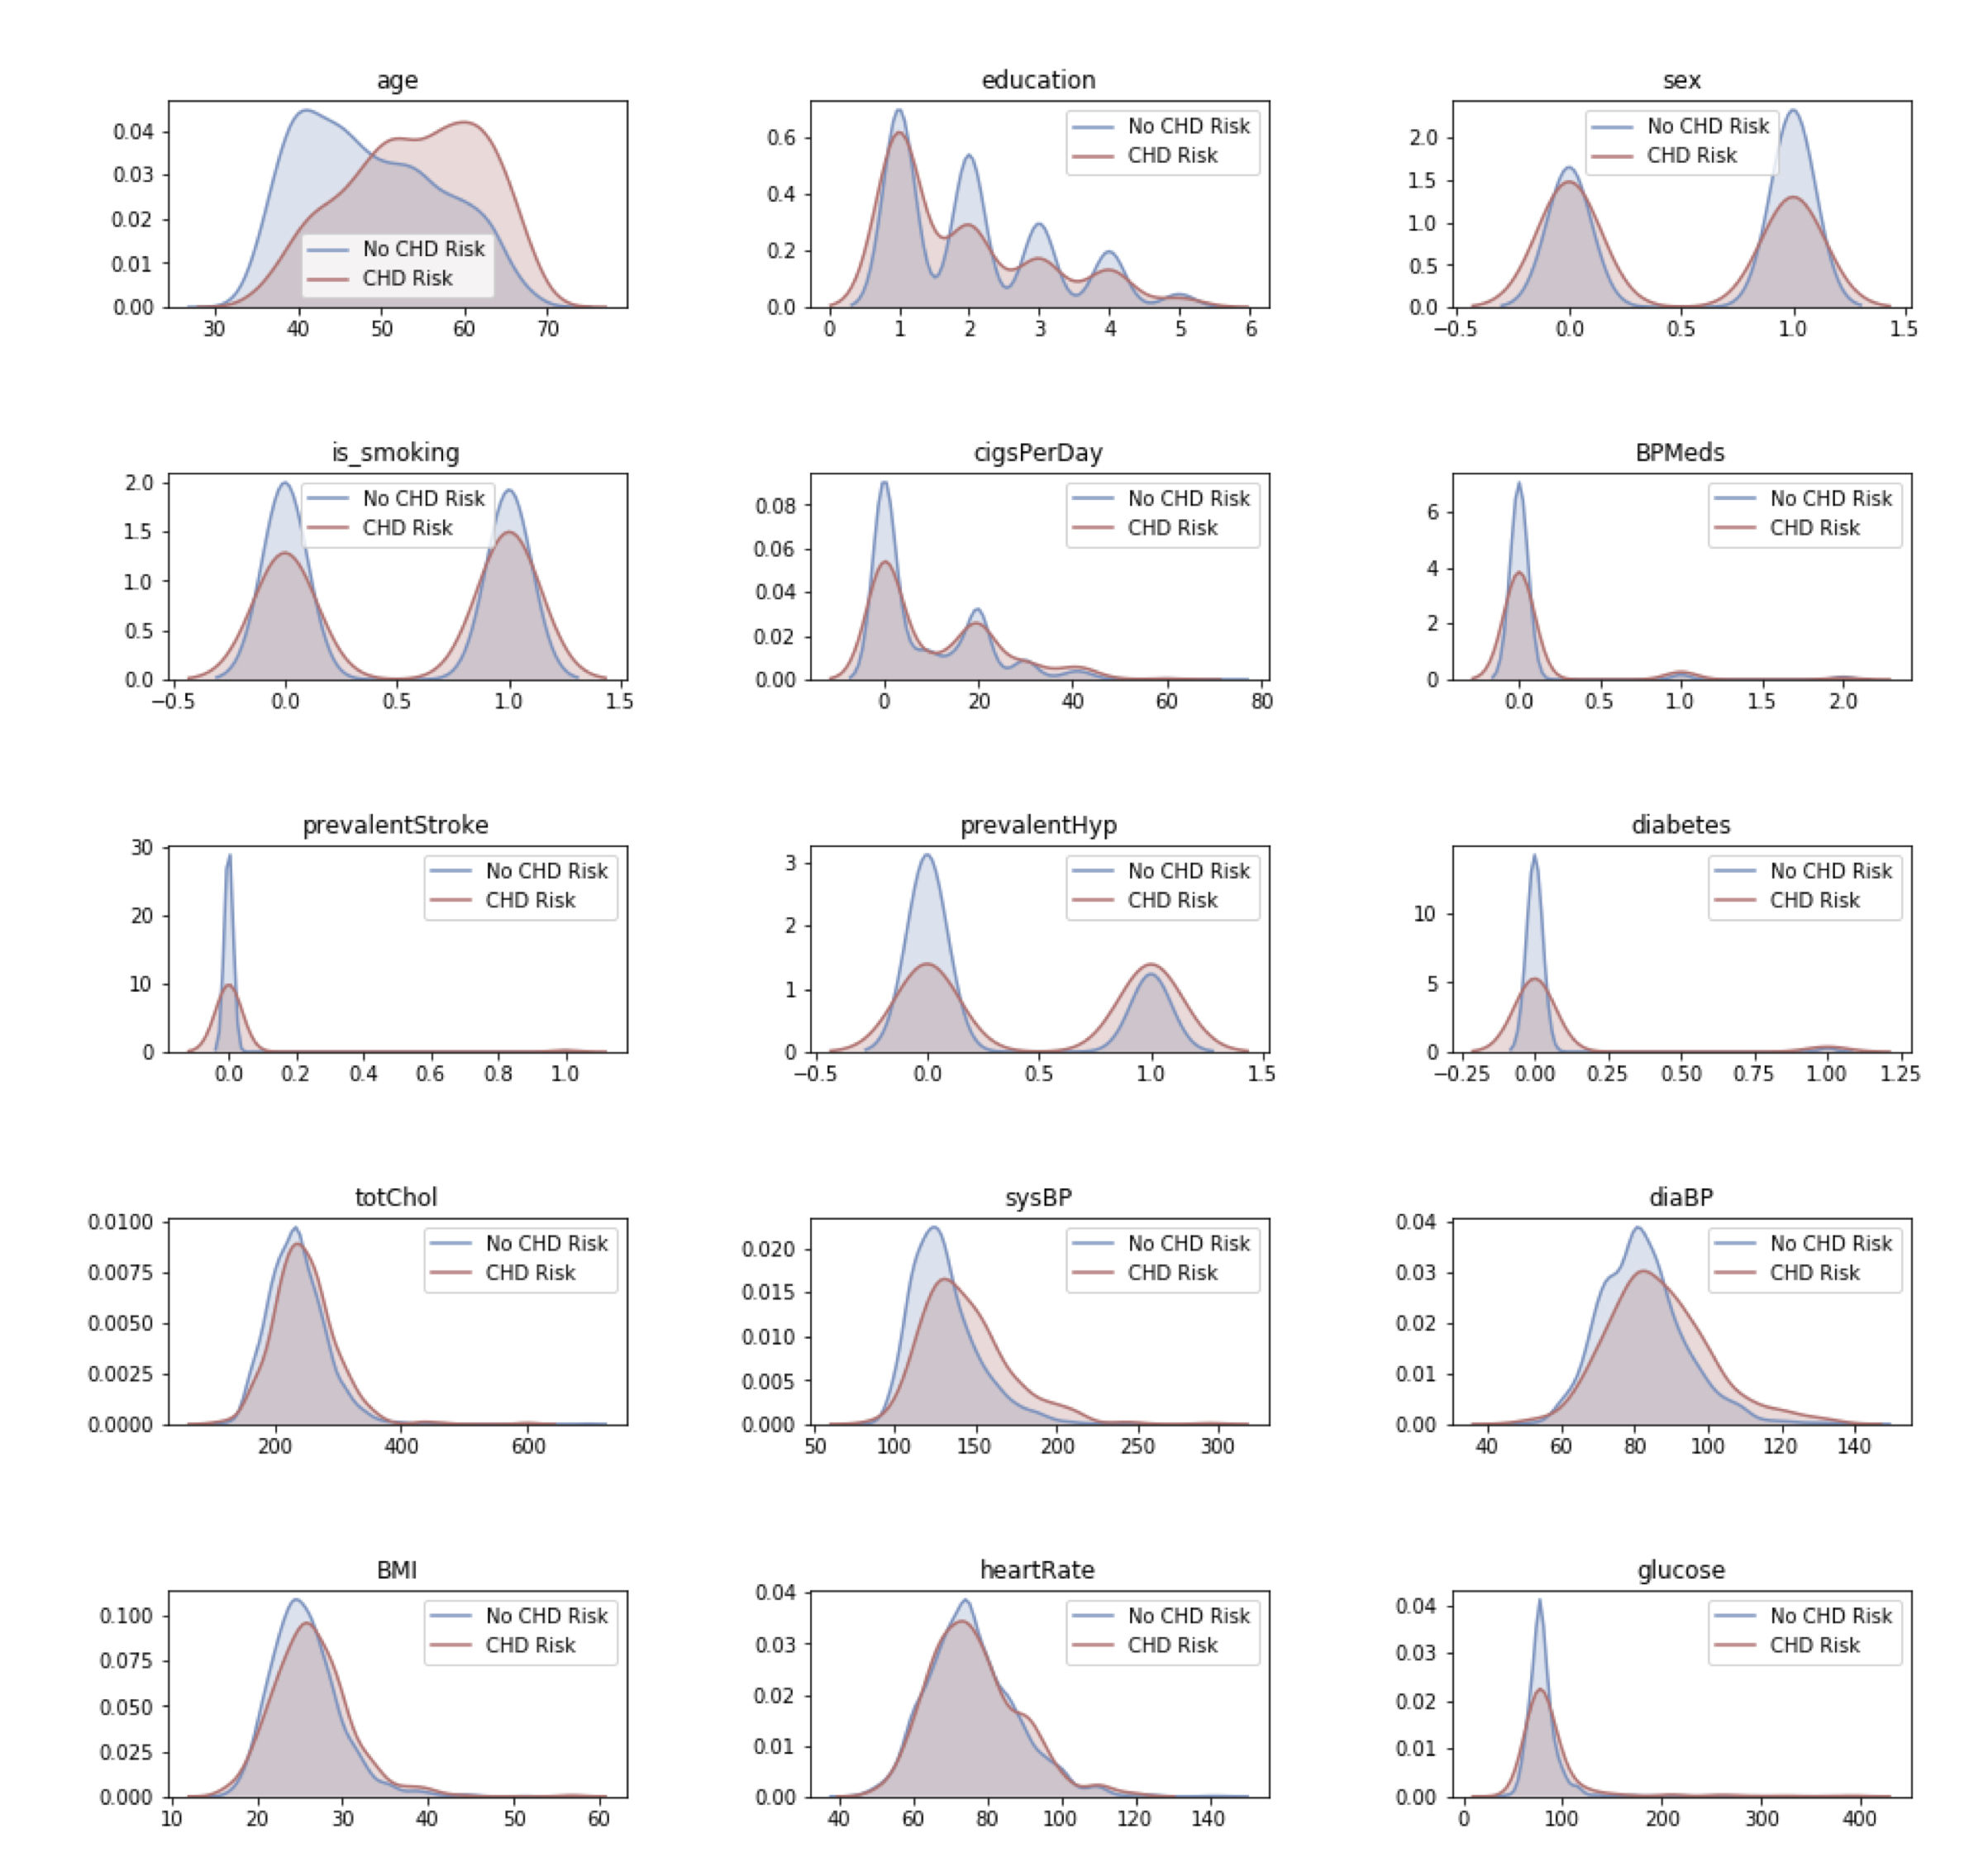 age
0.04
0.03
0.02
0.01
0.00
No CHD Risk
CHD Risk
30 40 50 60 70
education
0.6
0.4
0.2
0.0
No CHD Risk
CHD Risk
0 1 2 3 4 5 6
sex
2.0
1.5
1.0
0.5
0.0
No CHD Risk
CHD Risk
−0.5 0.0 0.5 1.0 1.5
is_smoking
2.0
1.5
1.0
0.5
0.0
No CHD Risk
CHD Risk
−0.5 0.0 0.5 1.0 1.5
cigsPerDay
0.08
0.06
0.04
0.02
0.00
No CHD Risk
CHD Risk
0 20 40 60 80
BPMeds
6
4
2
0
No CHD Risk
CHD Risk
0.0 0.5 1.0 1.5 2.0
prevalentStroke
30
20
10
0
No CHD Risk
CHD Risk
0.0 0.2 0.4 0.6 0.8 1.0
prevalentHyp
3
2
1
0
No CHD Risk
CHD Risk
−0.5 0.0 0.5 1.0 1.5
diabetes
10
5
0
No CHD Risk
CHD Risk
−0.25 0.00 0.25 0.50 0.75 1.00 1.25
totChol
0.0100
0.0075
0.0050
0.0025
0.0000
No CHD Risk
CHD Risk
200 400 600
sysBP
0.020
0.015
0.010
0.005
0.000
No CHD Risk
CHD Risk
50 100 150 200 250 300
diaBP
0.04
0.03
0.02
0.01
0.00
No CHD Risk
CHD Risk
40 60 80 100 120 140
BMI
0.100
0.075
0.050
0.025
0.000
No CHD Risk
CHD Risk
10 20 30 40 50 60
heartRate
0.04
0.03
0.02
0.01
0.00
No CHD Risk
CHD Risk
40 60 80 100 120 140
glucose
0.04
0.03
0.02
0.01
0.00
No CHD Risk
CHD Risk
0 100 200 300 400